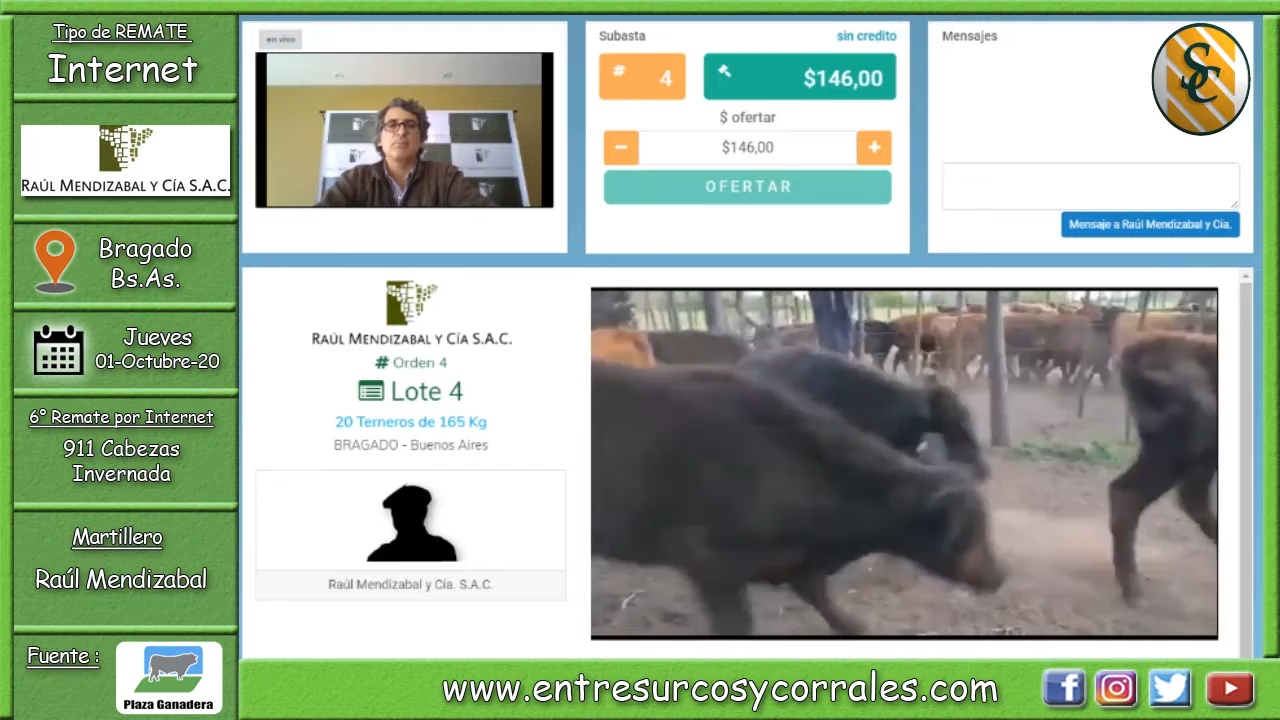 Tipo de REMATE
Internet
RAÚL MENDIZABAL Y CÍA S.A.C.
Bragado
Bs.As.
Jueves
01-Octubre-20
6º Remate por Internet
911 Cabezas
Invernada
Martillero
Raúl Mendizabal
Fuente :
Plaza Ganadera
en vivo
Subasta
sin credito
# 4
$146,00
$ ofertar
− $146,00 +
OFERTAR
Mensajes
SC
Mensaje a Raúl Mendizabal y Cía.
RAÚL MENDIZABAL Y CÍA S.A.C.
# Orden 4
Lote 4
20 Terneros de 165 Kg
BRAGADO - Buenos Aires
Raúl Mendizabal y Cía. S.A.C.
www.entresurcosycorrales.com